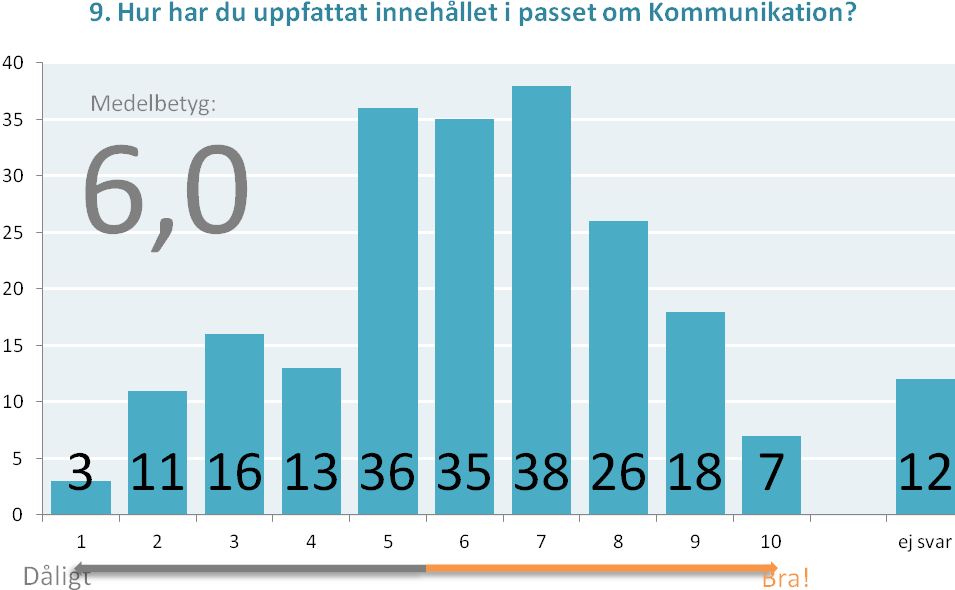 9. Hur har du uppfattat innehållet i passet om Kommunikation?
40
35
30
25
20
15
10
5
0
Medelbetyg:
6,0
3 11 16 13 36 35 38 26 18 7 12
1 2 3 4 5 6 7 8 9 10 ej svar
Dåligt Bra!